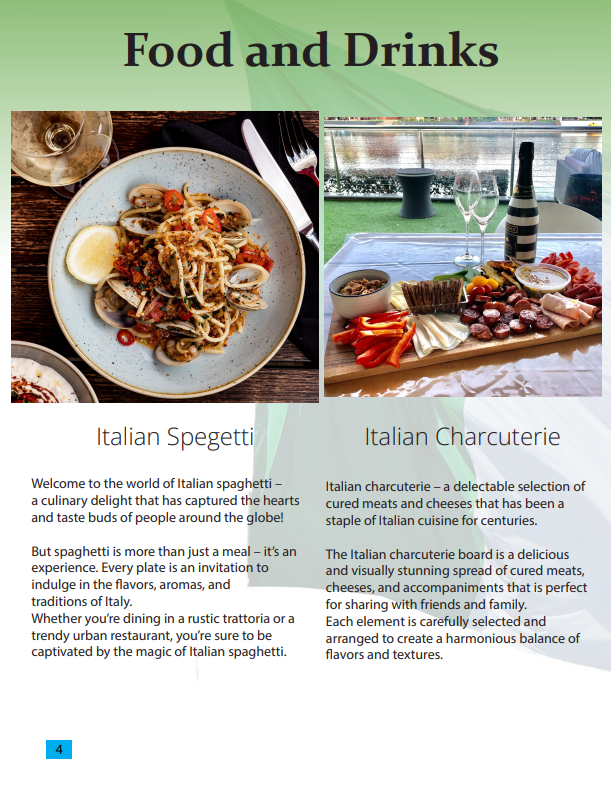 Food and Drinks
Italian Spegetti
Welcome to the world of Italian spaghetti –
a culinary delight that has captured the hearts
and taste buds of people around the globe!
But spaghetti is more than just a meal – it’s an
experience. Every plate is an invitation to
indulge in the flavors, aromas, and
traditions of Italy.
Whether you’re dining in a rustic trattoria or a
trendy urban restaurant, you’re sure to be
captivated by the magic of Italian spaghetti.
Italian Charcuterie
Italian charcuterie – a delectable selection of
cured meats and cheeses that has been a
staple of Italian cuisine for centuries.
The Italian charcuterie board is a delicious
and visually stunning spread of cured meats,
cheeses, and accompaniments that is perfect
for sharing with friends and family.
Each element is carefully selected and
arranged to create a harmonious balance of
flavors and textures.
4